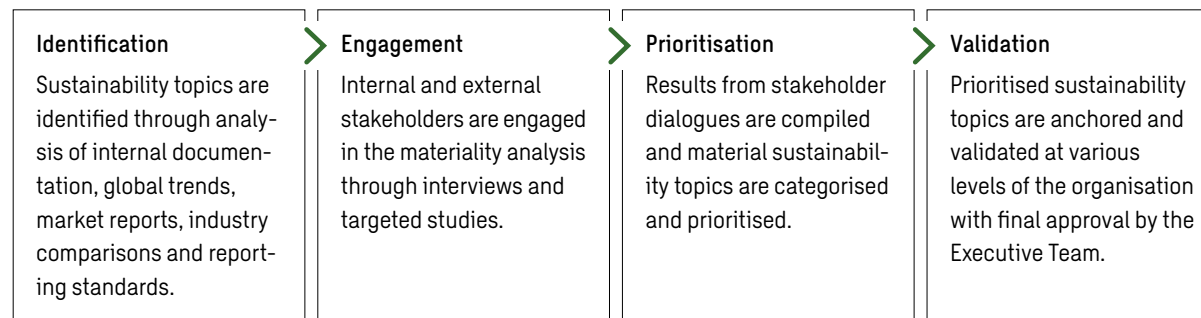 Identification
Sustainability topics are
identified through analy-
sis of internal documen-
tation, global trends,
market reports, industry
comparisons and report-
ing standards.
Engagement
Internal and external
stakeholders are engaged
in the materiality analysis
through interviews and
targeted studies.
Prioritisation
Results from stakeholder
dialogues are compiled
and material sustainabil-
ity topics are categorised
and prioritised.
Validation
Prioritised sustainability
topics are anchored and
validated at various
levels of the organisation
with final approval by the
Executive Team.